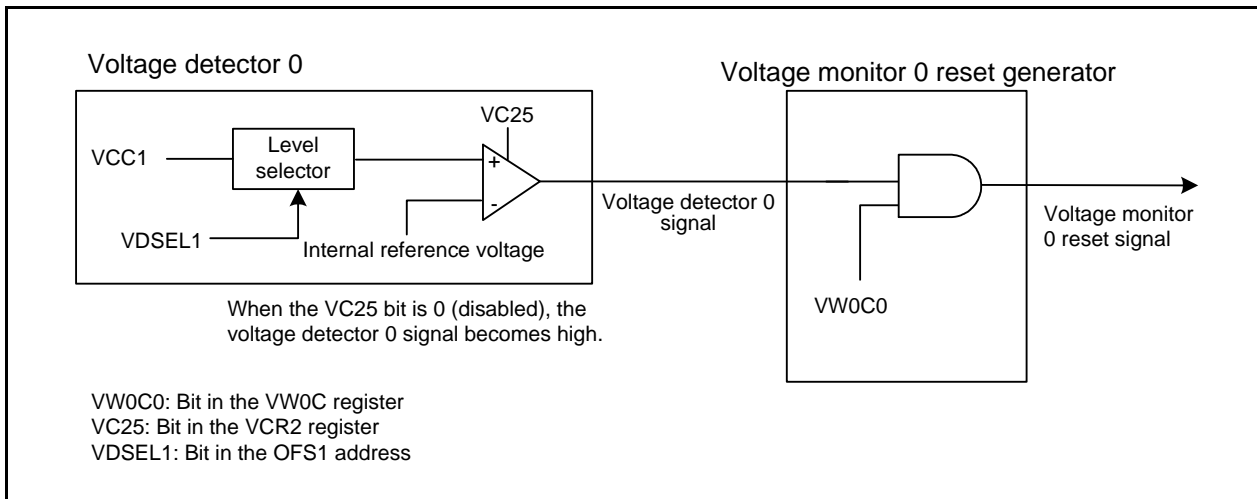 Voltage detector 0
Voltage monitor 0 reset generator
VC25
VCC1
Level
selector
+
-
VDSEL1
Internal reference voltage
Voltage detector 0
signal
VW0C0
Voltage monitor
0 reset signal
When the VC25 bit is 0 (disabled), the
voltage detector 0 signal becomes high.
VW0C0: Bit in the VW0C register
VC25: Bit in the VCR2 register
VDSEL1: Bit in the OFS1 address